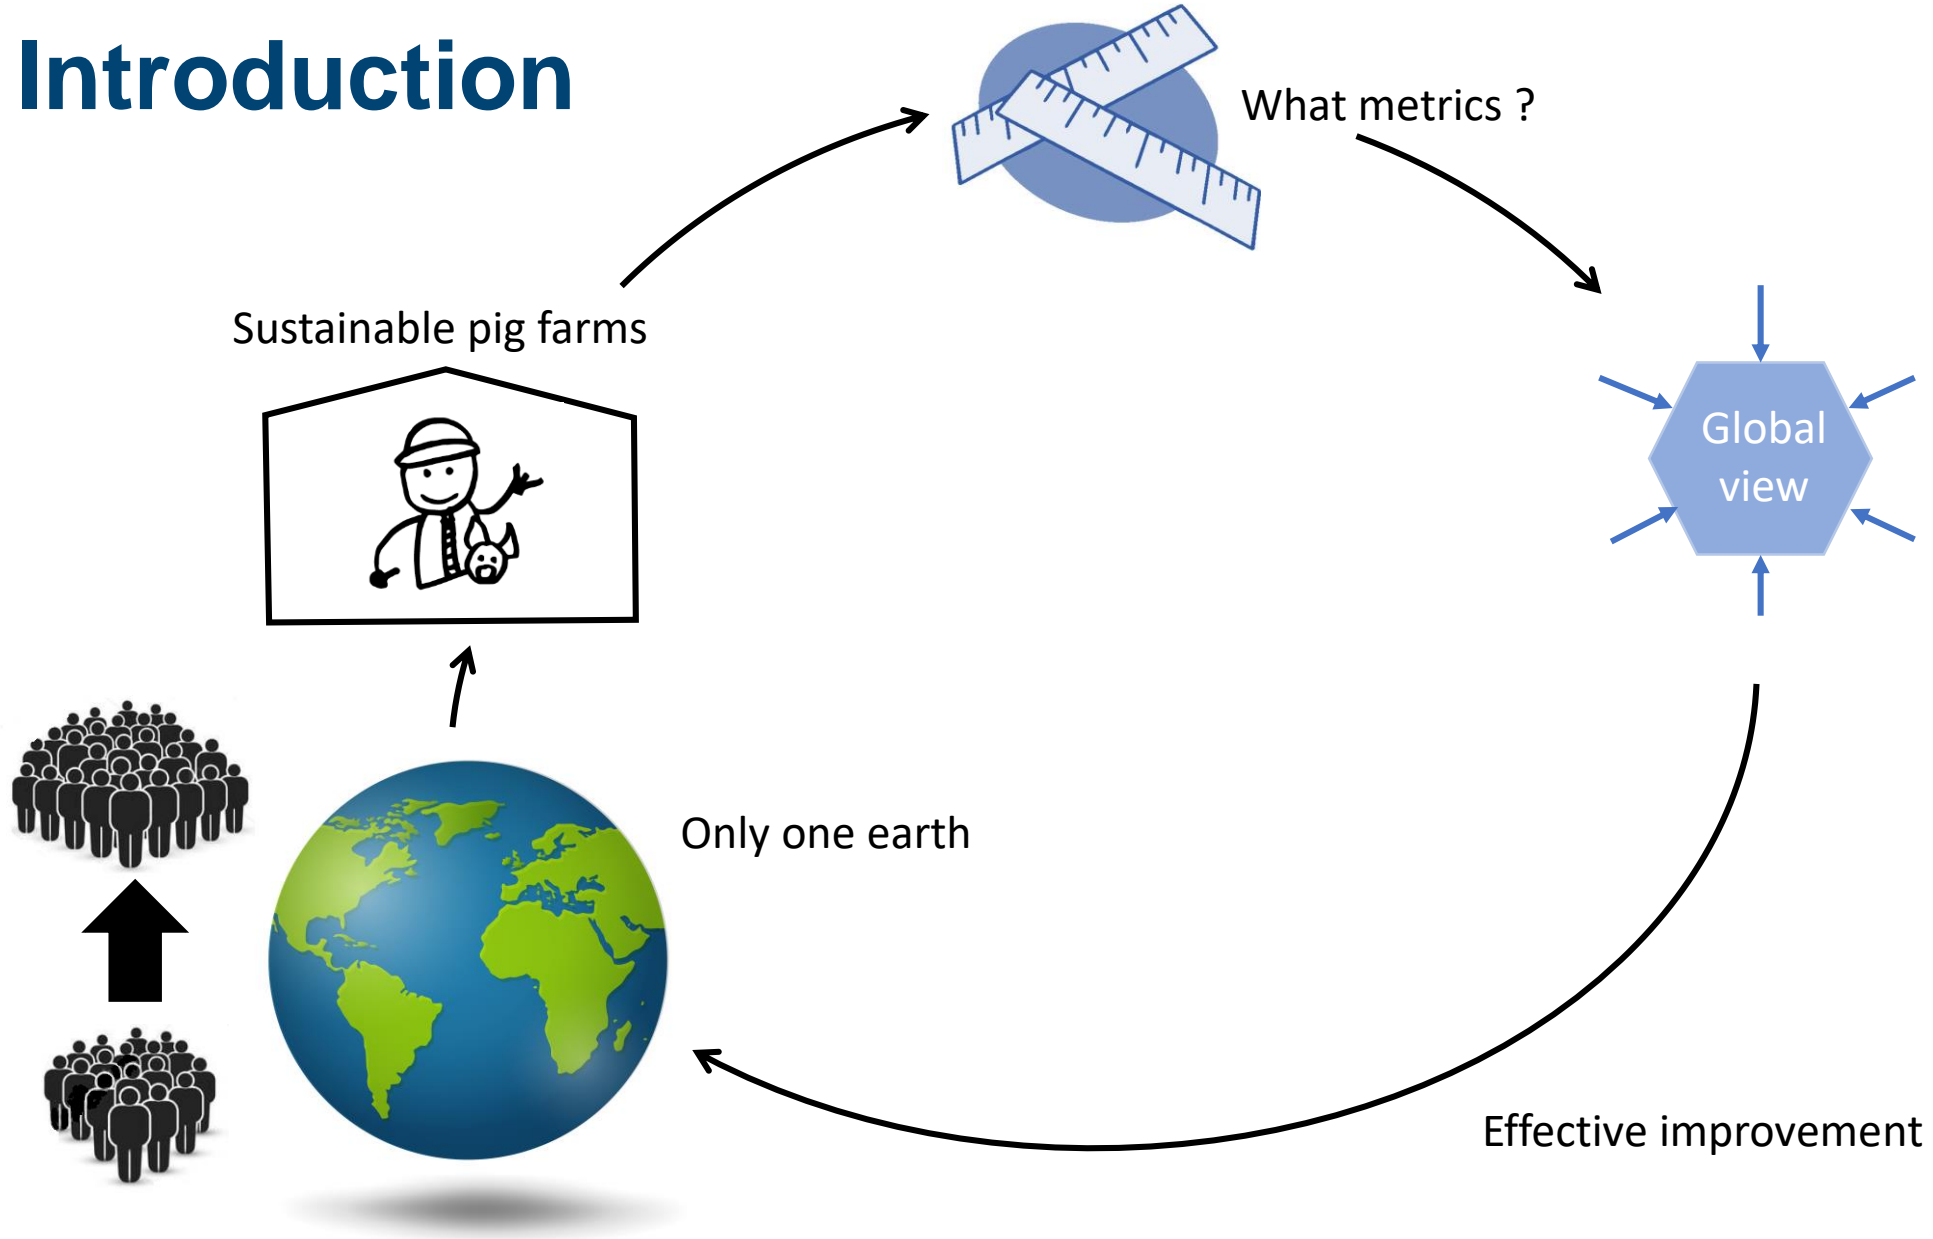 Introduction
What metrics ?
Sustainable pig farms
Global
view
Only one earth
Effective improvement